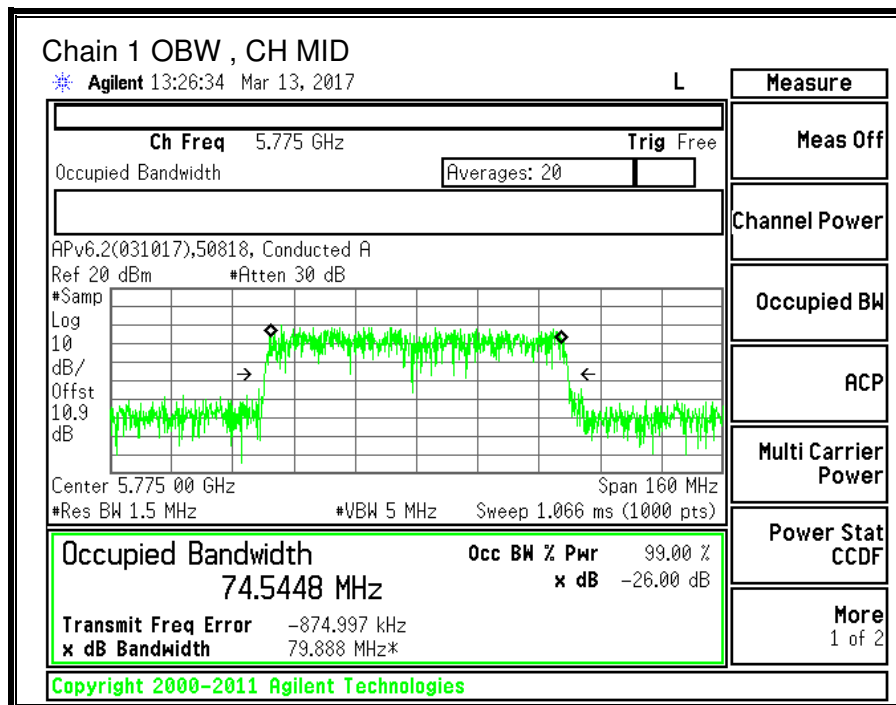 Chain 1 OBW , CH MID
Agilent 13:26:34 Mar 13, 2017 L
Measure
Ch Freq 5.775 GHz Trig Free
Occupied Bandwidth Averages: 20
APv6.2(031017),50818, Conducted A
Ref 20 dBm #Atten 30 dB
#Samp
Log
10
dB/
Offst
10.9
dB
→
←
Center 5.775 00 GHz Span 160 MHz
#Res BW 1.5 MHz #VBW 5 MHz Sweep 1.066 ms (1000 pts)
Occupied Bandwidth Occ BW % Pwr 99.00 %
74.5448 MHz x dB -26.00 dB
Transmit Freq Error -874.997 kHz
x dB Bandwidth 79.888 MHz*
Copyright 2000-2011 Agilent Technologies
Meas Off
Channel Power
Occupied BW
ACP
Multi Carrier
Power
Power Stat
CCDF
More
1 of 2